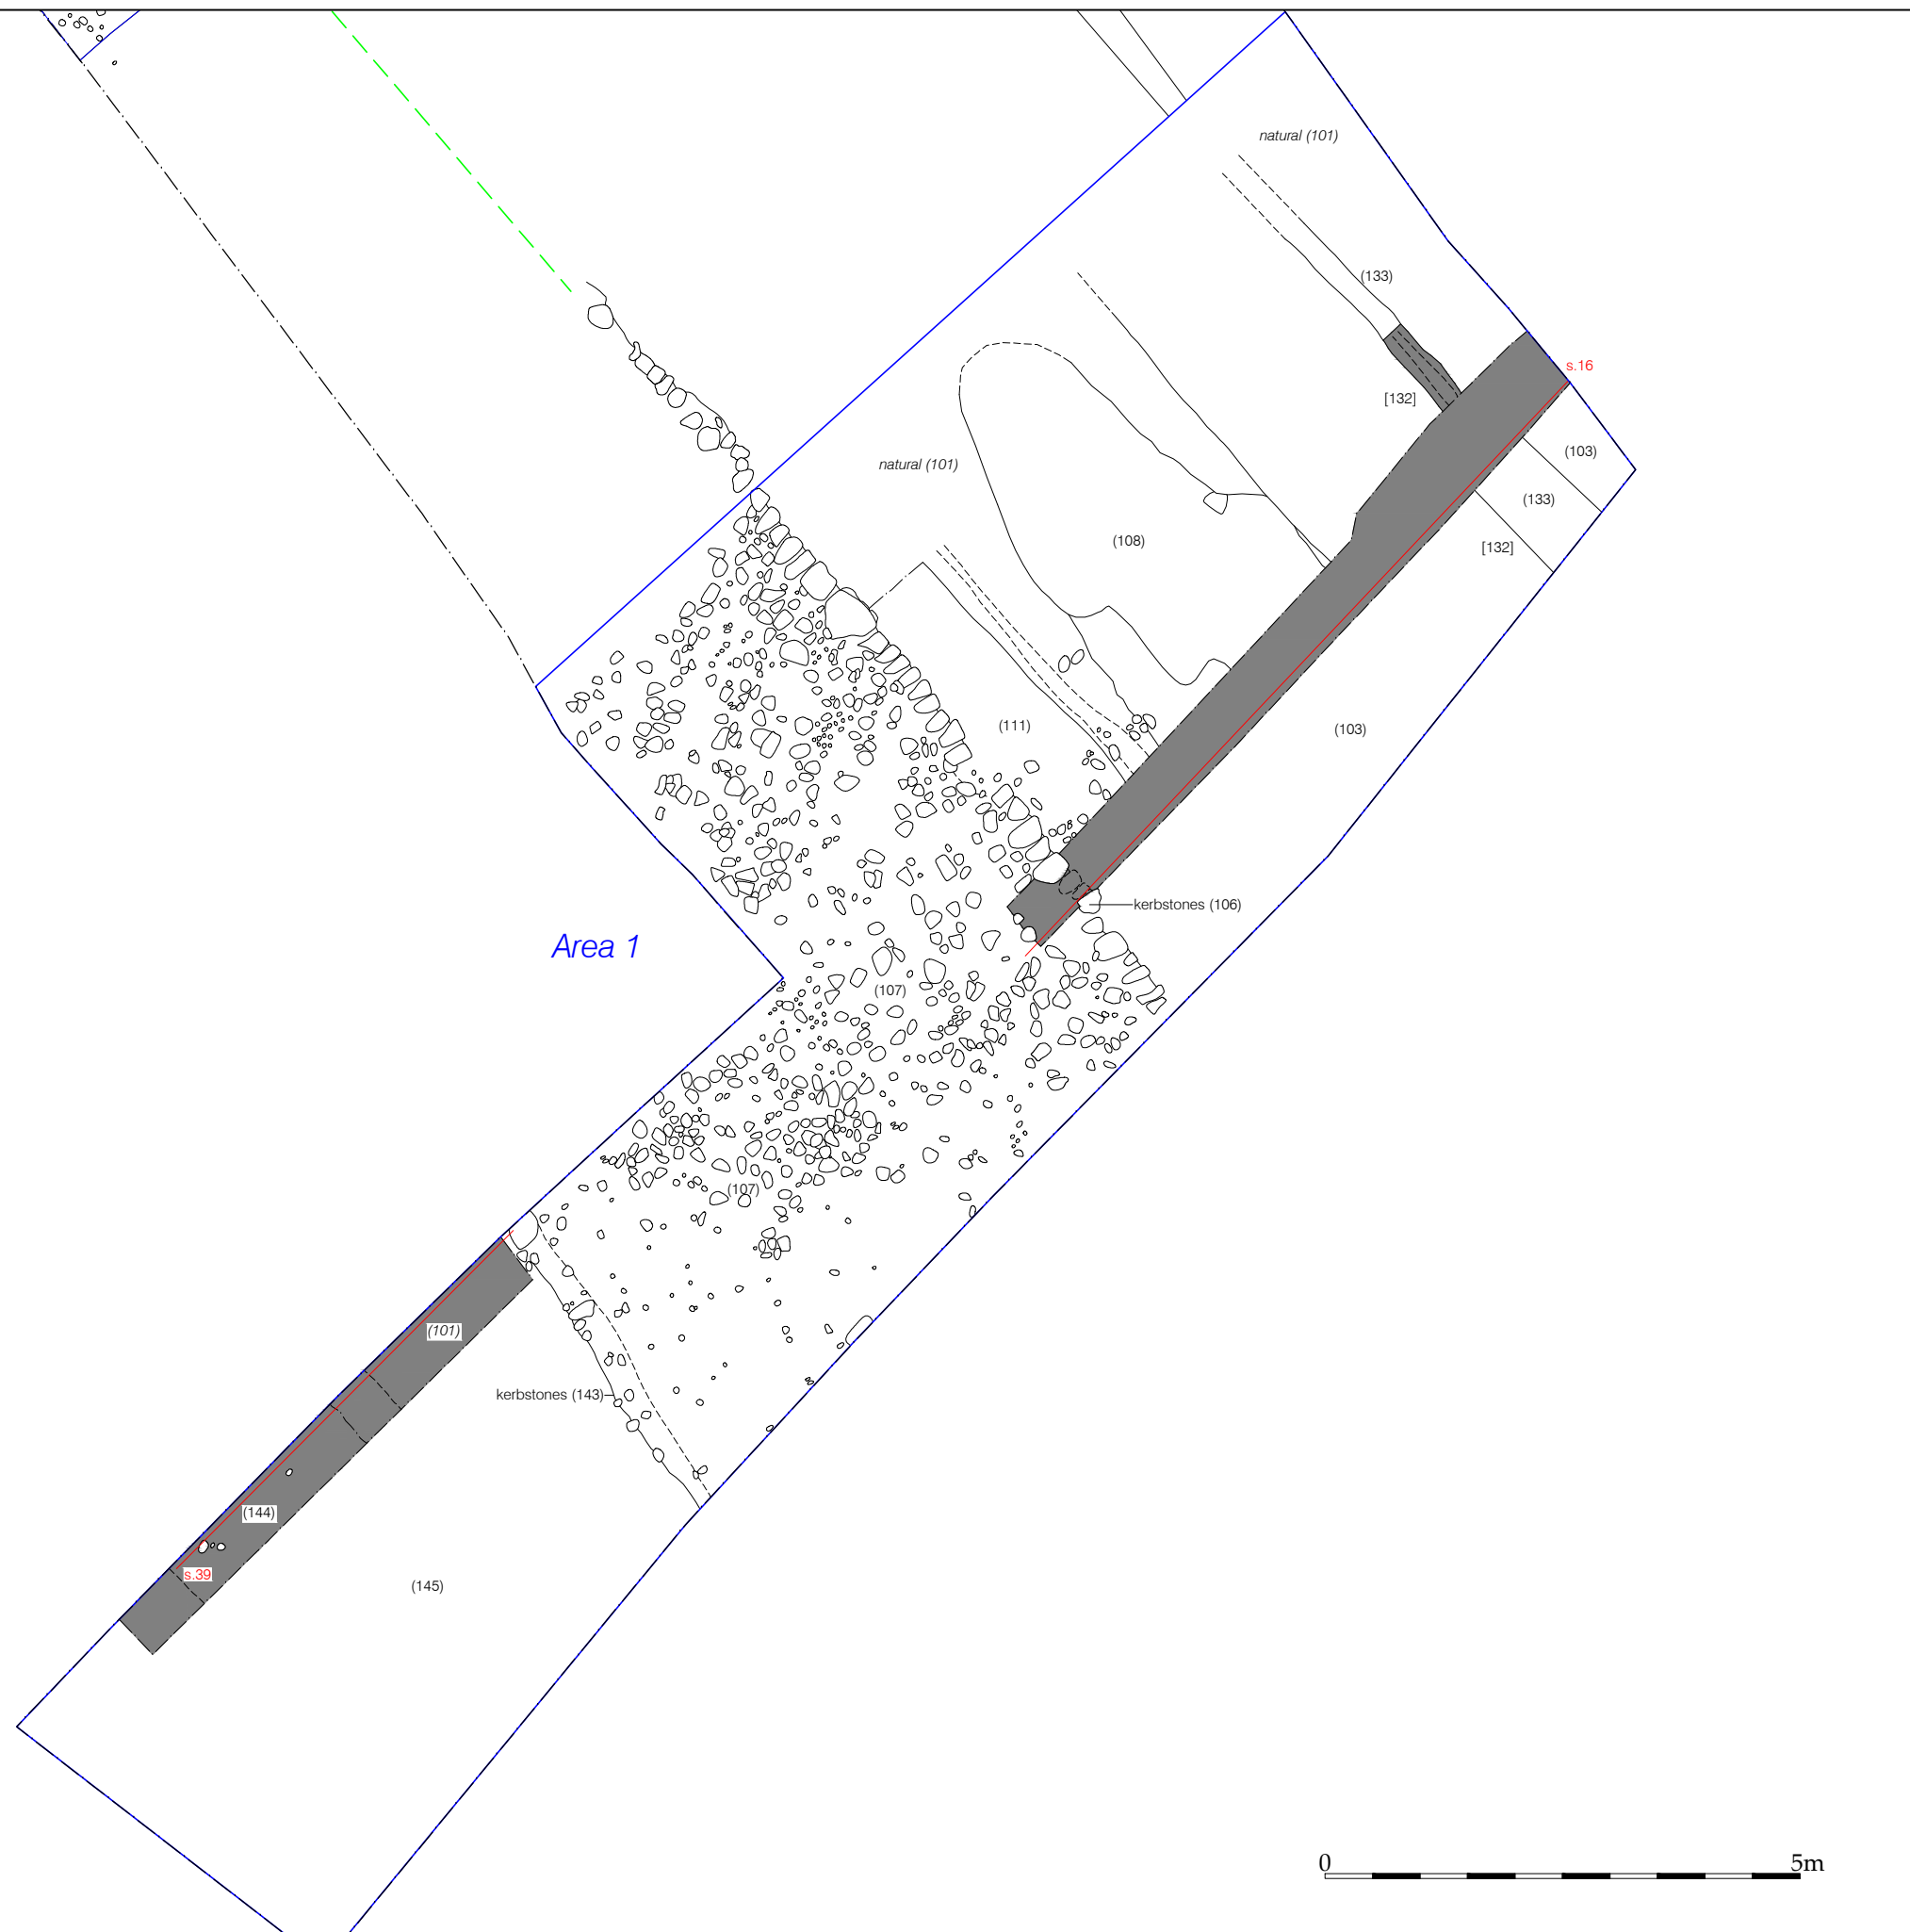 natural (101)
(133)
s.16
[132]
(103)
natural (101)
(133)
(108)
[132]
(111)
(103)
kerbstones (106)
Area 1
(107)
(107)
(101)
kerbstones (143)
(144)
s.39
(145)
0 5m